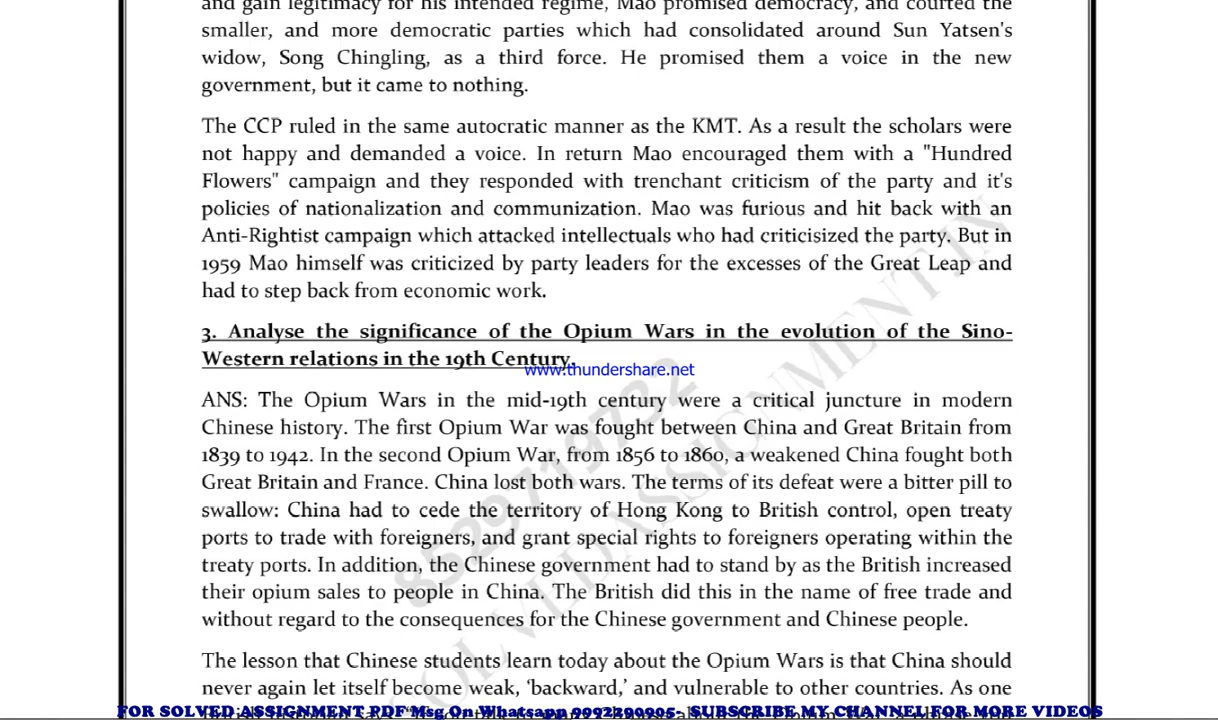 and gain legitimacy for his intended regime, Mao promised democracy, and courted the
smaller, and more democratic parties which had consolidated around Sun Yatsen's
widow, Song Chingling, as a third force. He promised them a voice in the new
government, but it came to nothing.
The CCP ruled in the same autocratic manner as the KMT. As a result the scholars were
not happy and demanded a voice. In return Mao encouraged them with a "Hundred
Flowers" campaign and they responded with trenchant criticism of the party and it's
policies of nationalization and communization. Mao was furious and hit back with an
Anti-Rightist campaign which attacked intellectuals who had criticisized the party. But in
1959 Mao himself was criticized by party leaders for the excesses of the Great Leap and
had to step back from economic work.
3. Analyse the significance of the Opium Wars in the evolution of the Sino-
Western relations in the 19th Century.
www.thundershare.net
ANS: The Opium Wars in the mid-19th century were a critical juncture in modern
Chinese history. The first Opium War was fought between China and Great Britain from
1839 to 1942. In the second Opium War, from 1856 to 1860, a weakened China fought both
Great Britain and France. China lost both wars. The terms of its defeat were a bitter pill to
swallow: China had to cede the territory of Hong Kong to British control, open treaty
ports to trade with foreigners, and grant special rights to foreigners operating within the
treaty ports. In addition, the Chinese government had to stand by as the British increased
their opium sales to people in China. The British did this in the name of free trade and
without regard to the consequences for the Chinese government and Chinese people.
The lesson that Chinese students learn today about the Opium Wars is that China should
never again let itself become weak, ‘backward,’ and vulnerable to other countries. As one
FOR SOLVED ASSIGNMENT PDF Msg On Whatsapp 9992290905- SUBSCRIBE MY CHANNEL FOR MORE VIDEOS
8529719732
SOLVEDASSIGNMENT.IN